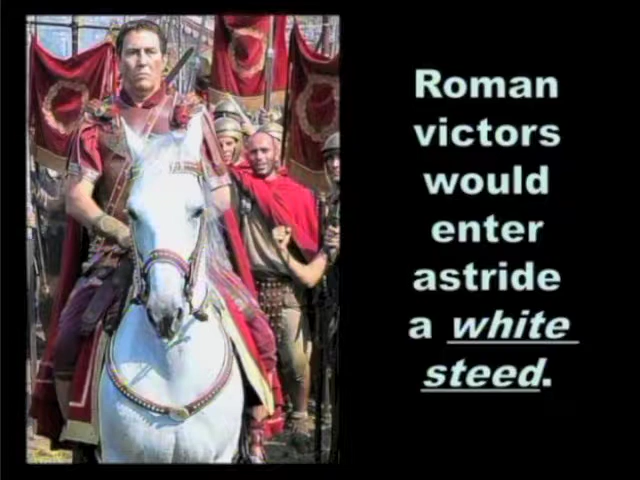 Roman
victors
would
enter
astride
a white
steed.